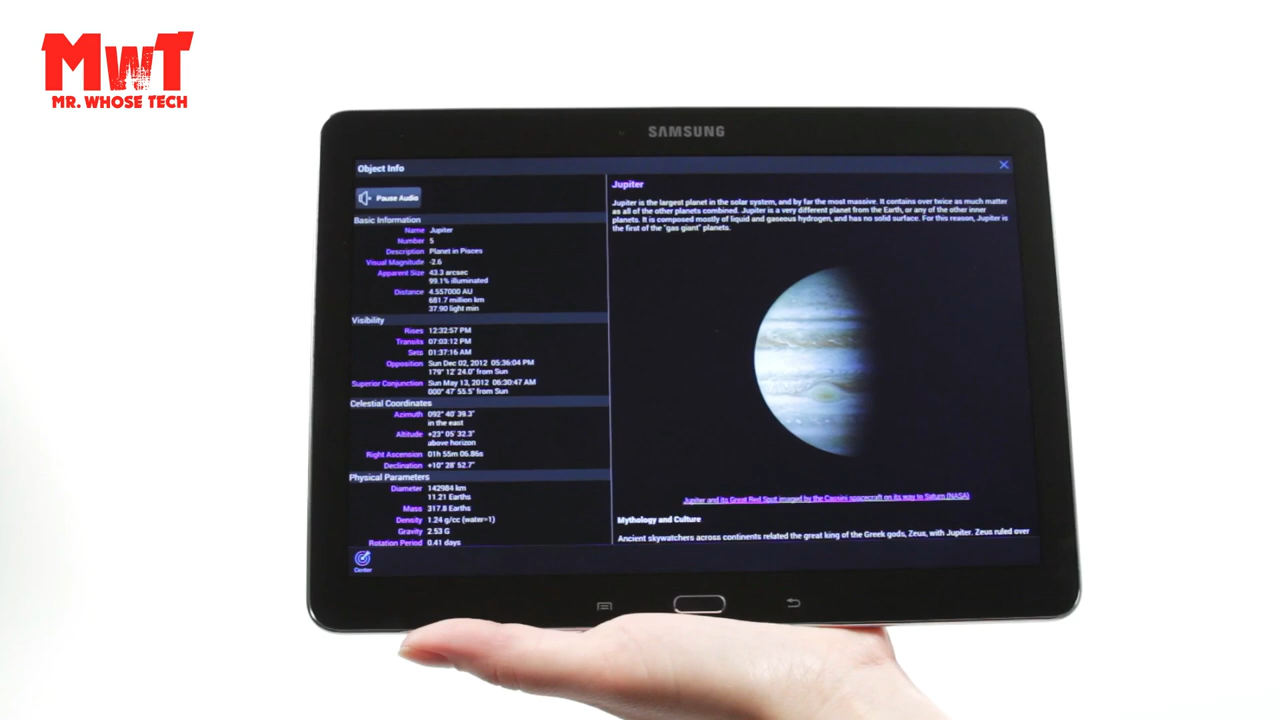 MWT
MR. WHOSE TECH
SAMSUNG
Object Info
Pause Audio
Basic Information
Name Jupiter
Number 5
Description Planet in Pisces
Visual Magnitude -2.6
Apparent Size 43.3 arcsec
99.1% illuminated
Distance 4.557000 AU
681.7 million km
37.90 light min
Visibility
Rises 12:32:57 PM
Transits 07:03:12 PM
Sets 01:37:16 AM
Opposition Sun Dec 02, 2012 05:36:04 PM
179° 12' 24.0" from Sun
Superior Conjunction Sun May 13, 2012 06:30:47 AM
000° 47' 55.5" from Sun
Celestial Coordinates
Azimuth 092° 40' 39.3"
in the east
Altitude +23° 05' 32.3"
above horizon
Right Ascension 01h 55m 06.86s
Declination +10° 28' 52.7"
Physical Parameters
Diameter 142984 km
11.21 Earths
Mass 317.8 Earths
Density 1.24 g/cc (water=1)
Gravity 2.53 G
Rotation Period 0.41 days
Center
Jupiter
Jupiter is the largest planet in the solar system, and by far the most massive. It contains over twice as much matter
as all of the other planets combined. Jupiter is a very different planet from the Earth, or any of the other inner
planets. It is composed mostly of liquid and gaseous hydrogen, and has no solid surface. For this reason, Jupiter is
the first of the "gas giant" planets.
Jupiter and its Great Red Spot imaged by the Cassini spacecraft on its way to Saturn (NASA)
Mythology and Culture
Ancient skywatchers across continents related the great king of the Greek gods, Zeus, with Jupiter. Zeus ruled over